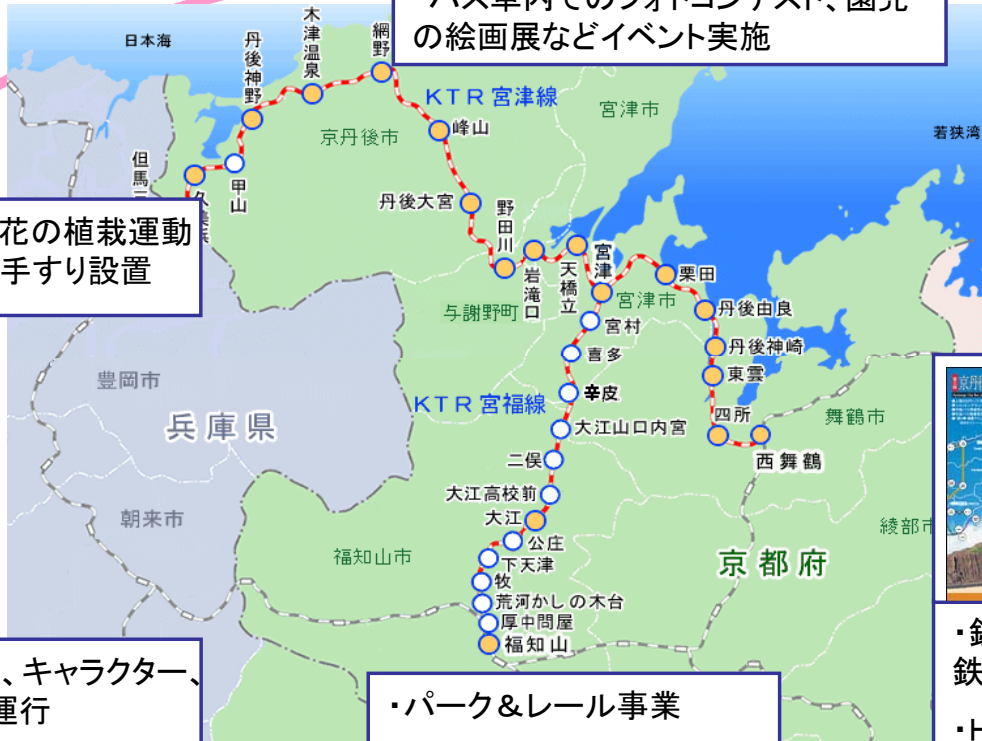 ・バス車内でのフォトコンテスト、園児
の絵画展などイベント実施
日本海
木津温泉
網野
丹後神野
KTR宮津線
宮津市
若狭湾
峰山
京丹後市
但馬三
甲山
久美浜
丹後大宮
野田川
花の植栽運動
手すり設置
岩滝口
天橋立
宮津
栗田
宮津市
丹後由良
与謝野町
宮村
喜多
丹後神崎
東雲
辛皮
豊岡市
兵庫県
KTR宮福線
大江山口内宮
四所
舞鶴市
西舞鶴
二俣
大江高校前
大江
朝来市
公庄
綾部市
福知山市
下天津
京都府
牧
荒河かしの木台
厚中問屋
福知山
、キャラクター、
運行
・パーク&レール事業
鉄